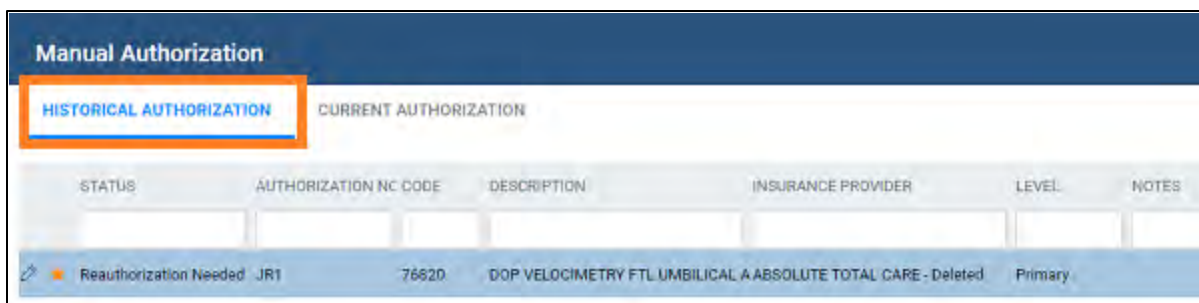 Manual Authorization
HISTORICAL AUTHORIZATION CURRENT AUTHORIZATION
STATUS AUTHORIZATION NC CODE DESCRIPTION INSURANCE PROVIDER LEVEL NOTES
Reauthorization Needed JR1 76820 DOP VELOCIMETRY FTL UMBILICAL A ABSOLUTE TOTAL CARE - Deleted Primary